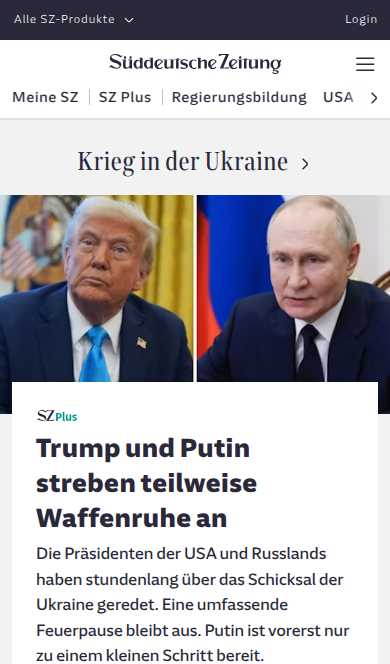 Alle SZ-Produkte
Login
Süddeutsche Zeitung
Meine SZ
SZ Plus
Regierungsbildung
USA
Krieg in der Ukraine
SZ Plus
Trump und Putin
streben teilweise
Waffenruhe an
Die Präsidenten der USA und Russlands
haben stundenlang über das Schicksal der
Ukraine geredet. Eine umfassende
Feuerpause bleibt aus. Putin ist vorerst nur
zu einem kleinen Schritt bereit.